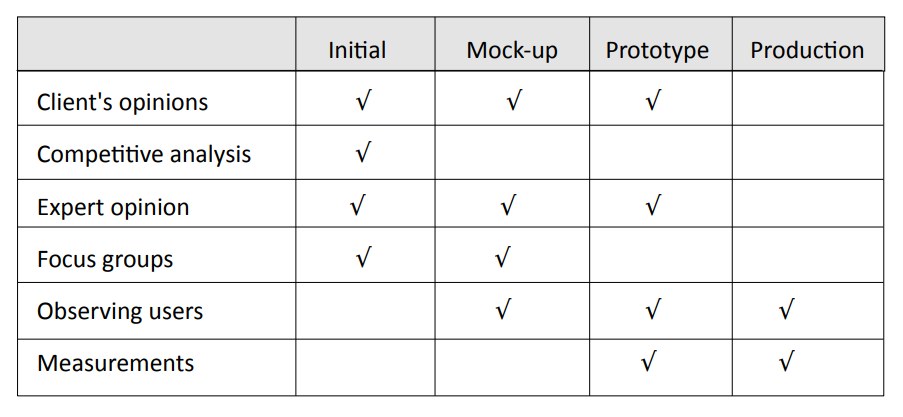 Initial Mock-up Prototype Production
Client's opinions √ √ √
Competitive analysis √
Expert opinion √ √ √
Focus groups √ √
Observing users √ √ √
Measurements √ √